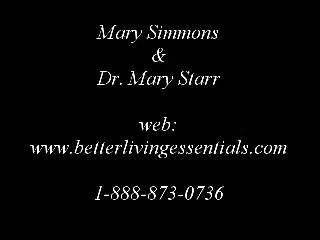 Mary Simmons
&
Dr. Mary Starr
web:
www.betterlivingessentials.com
1-888-873-0736